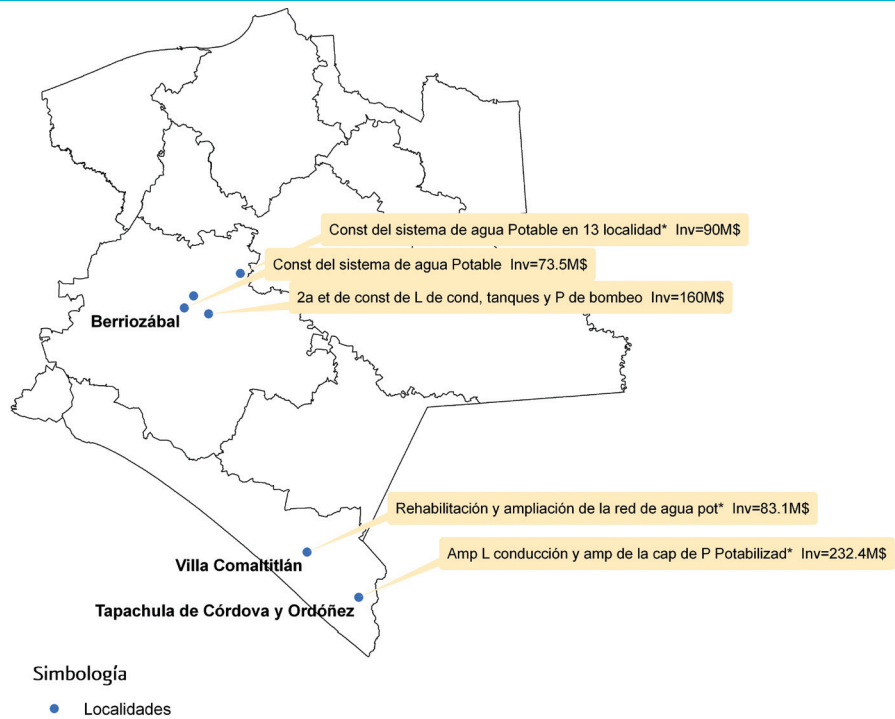 Const del sistema de agua Potable en 13 localidad* Inv=90M$
Const del sistema de agua Potable Inv=73.5M$
2a et de const de L de cond, tanques y P de bombeo Inv=160M$
Berriozábal
Rehabilitación y ampliación de la red de agua pot* Inv=83.1M$
Amp L conducción y amp de la cap de P Potabilizad* Inv=232.4M$
Villa Comaltitlán
Tapachula de Córdova y Ordóñez
Simbología
Localidades